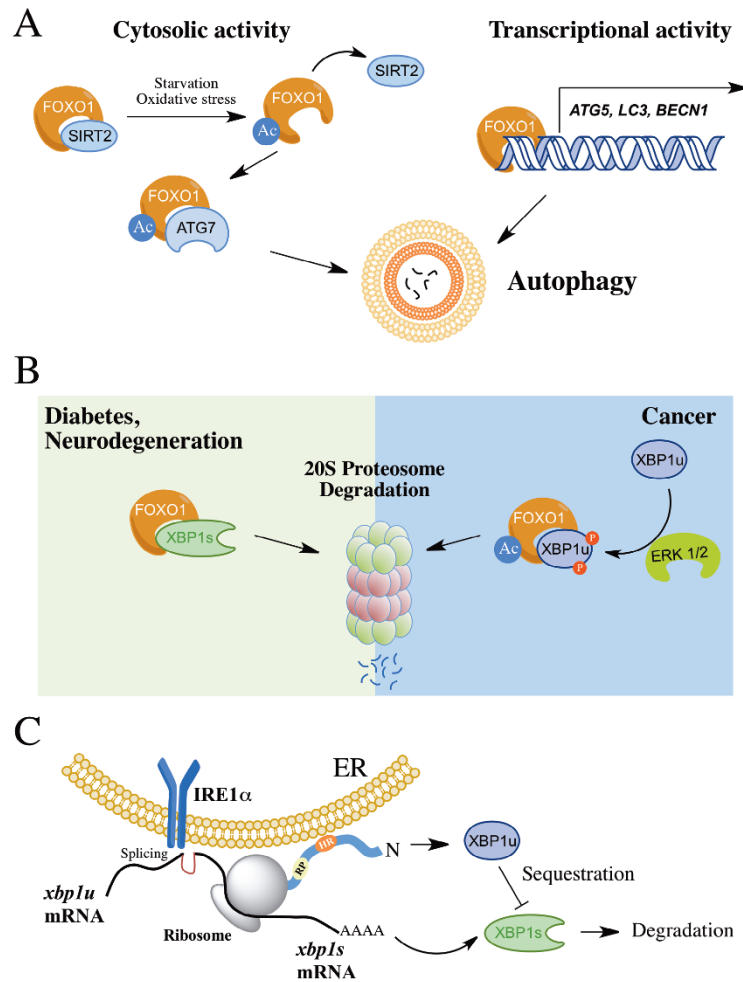 A
Cytosolic activity
Transcriptional activity
FOXO1
SIRT2
Starvation
Oxidative stress
FOXO1
Ac
SIRT2
FOXO1
ATG5, LC3, BECN1
FOXO1
Ac
ATG7
Autophagy
B
Diabetes,
Neurodegeneration
Cancer
20S Proteosome
Degradation
FOXO1
XBP1s
FOXO1
Ac
XBP1u
P
P
XBP1u
ERK 1/2
C
ER
IRE1α
Splicing
xbp1u
mRNA
Ribosome
RP
HR
N
XBP1u
Sequestration
AAAA
xbp1s
mRNA
XBP1s
Degradation